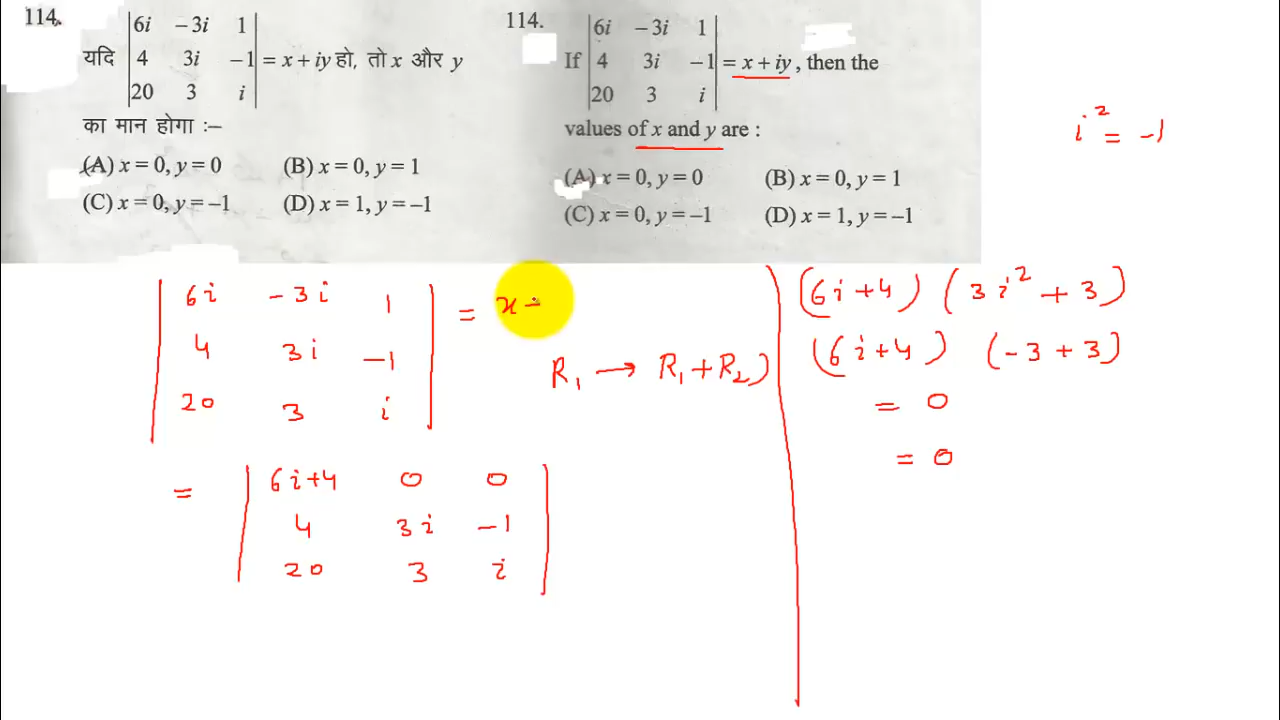 114.
यदि |6i -3i 1|
|4 3i -1| = x + iy हो, तो x और y
|20 3 i|
का मान होगा :–
(A) x = 0, y = 0 (B) x = 0, y = 1
(C) x = 0, y = –1 (D) x = 1, y = –1
114.
|6i -3i 1|
If |4 3i -1| = x + iy, then the
|20 3 i|
values of x and y are :
(A) x = 0, y = 0 (B) x = 0, y = 1
(C) x = 0, y = –1 (D) x = 1, y = –1
i² = -1
|6i -3i 1|
|4 3i -1| = x
|20 3 i|
R₁ → R₁ + R₂)
= |6i+4 0 0|
|4 3i -1|
|20 3 i|
(6i+4) (3i² + 3)
(6i+4) (-3 + 3)
= 0
= 0